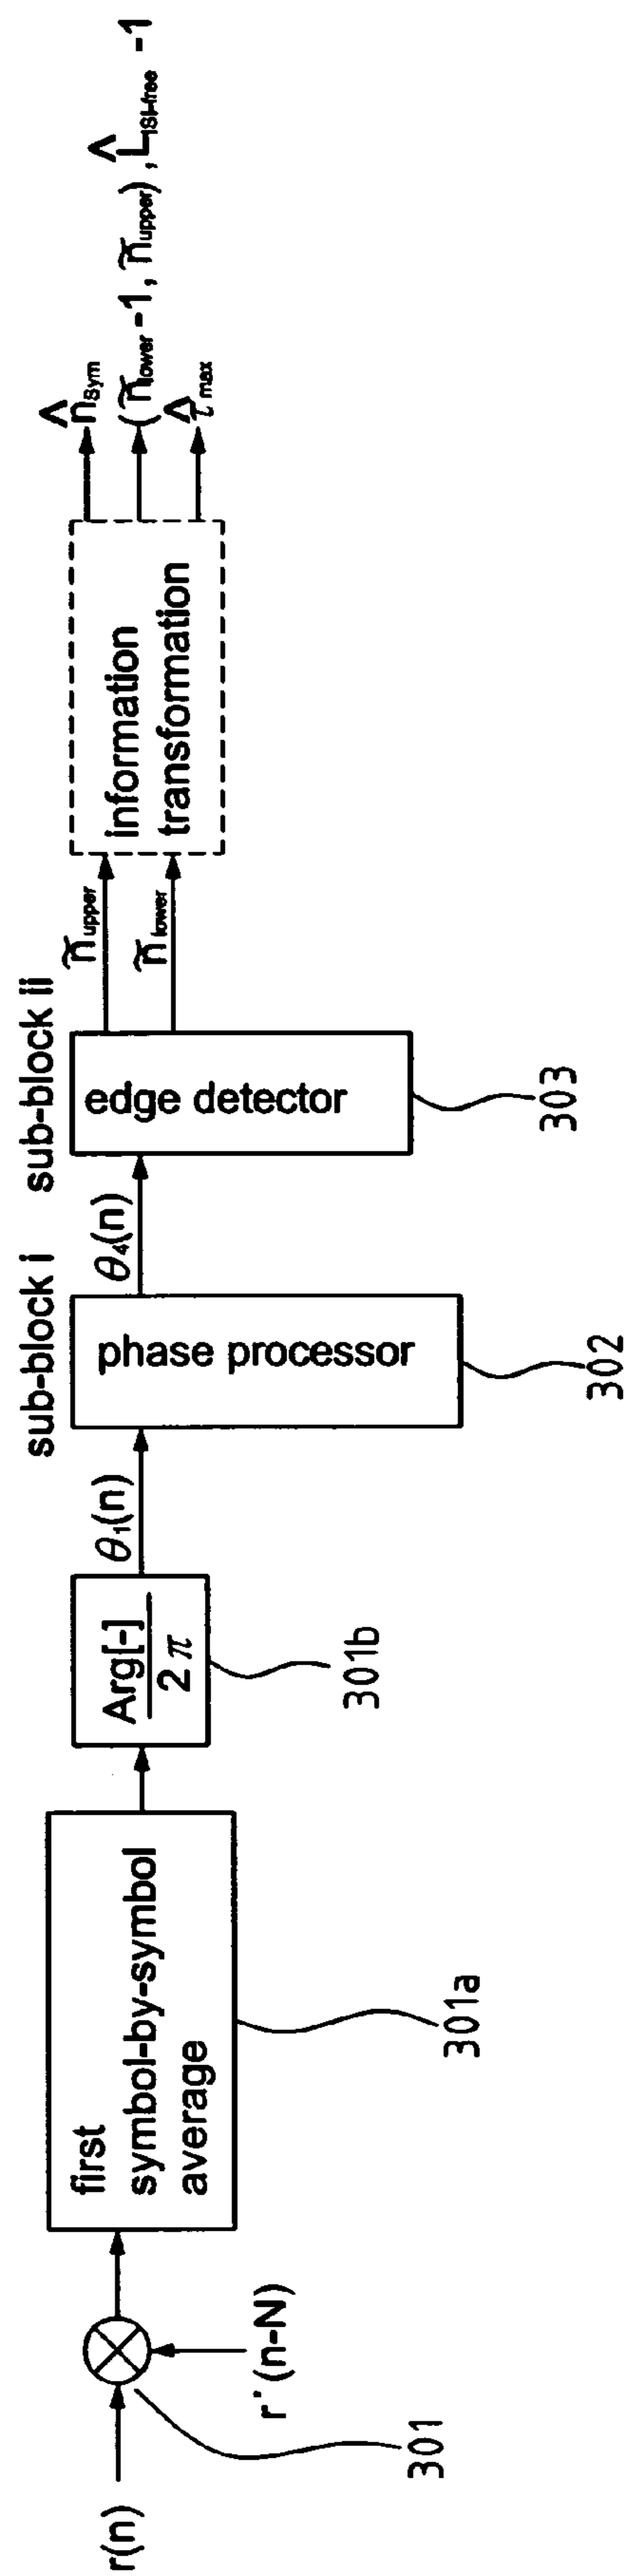 r(n)
r*(n-N)
301
first
symbol-by-symbol
average
301a
Arg[-]
2π
301b
θ₁(n)
sub-block i
phase processor
302
θ₄(n)
sub-block ii
edge detector
303
ñupper
ñlower
information
transformation
n̂Sym
(ñlower-1, ñupper), L̂ISI-free -1
τ̂max